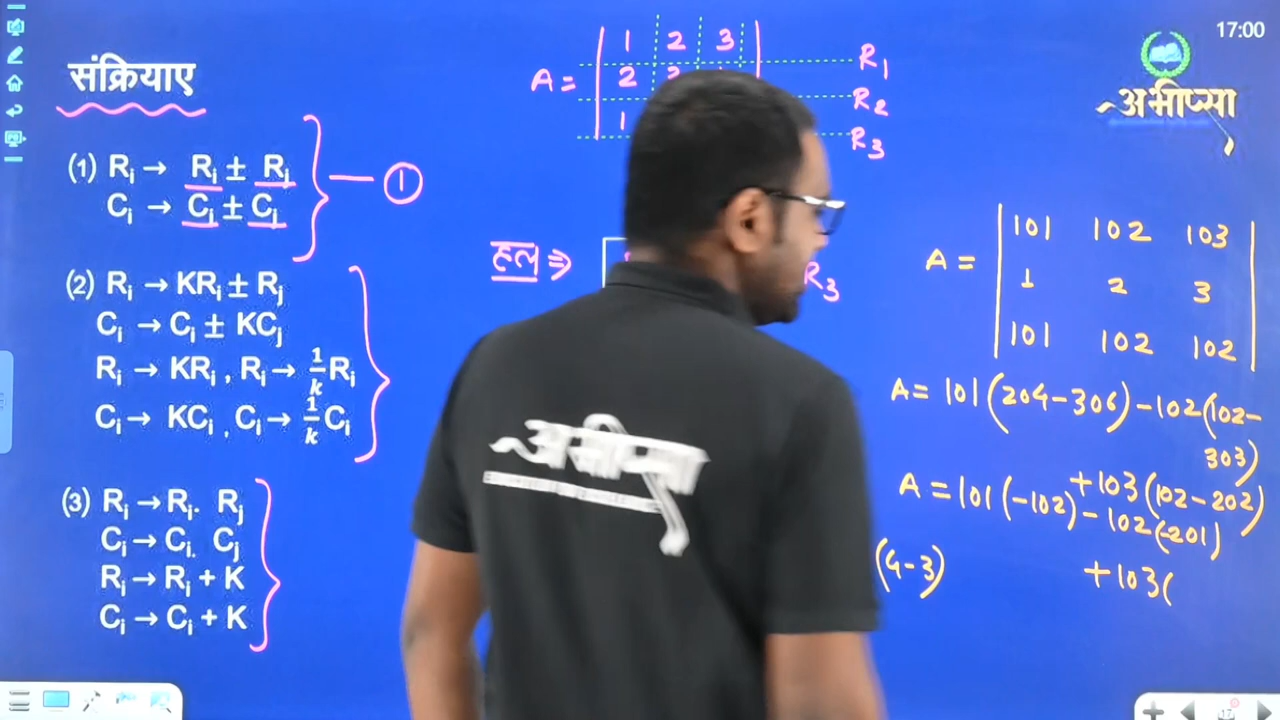 संक्रियाए
(1) Rᵢ → Rᵢ ± Rⱼ
Cᵢ → Cᵢ ± Cⱼ
①
(2) Rᵢ → KRᵢ ± Rⱼ
Cᵢ → Cᵢ ± KCⱼ
Rᵢ → KRᵢ , Rᵢ → 1/k Rᵢ
Cᵢ → KCᵢ , Cᵢ → 1/k Cᵢ
(3) Rᵢ → Rᵢ. Rⱼ
Cᵢ → Cᵢ. Cⱼ
Rᵢ → Rᵢ + K
Cᵢ → Cᵢ + K
1 2 3 R₁
A = 2 R₂
1 R₃
हल ⇒ R₃
(4-3)
17:00
अभीप्सा
101 102 103
A = 1 2 3
101 102 102
A = 101(204-306) - 102(102-
303)
+103(102-202)
A = 101(-102) - 102(-201)
+103(
अभीप्सा
17